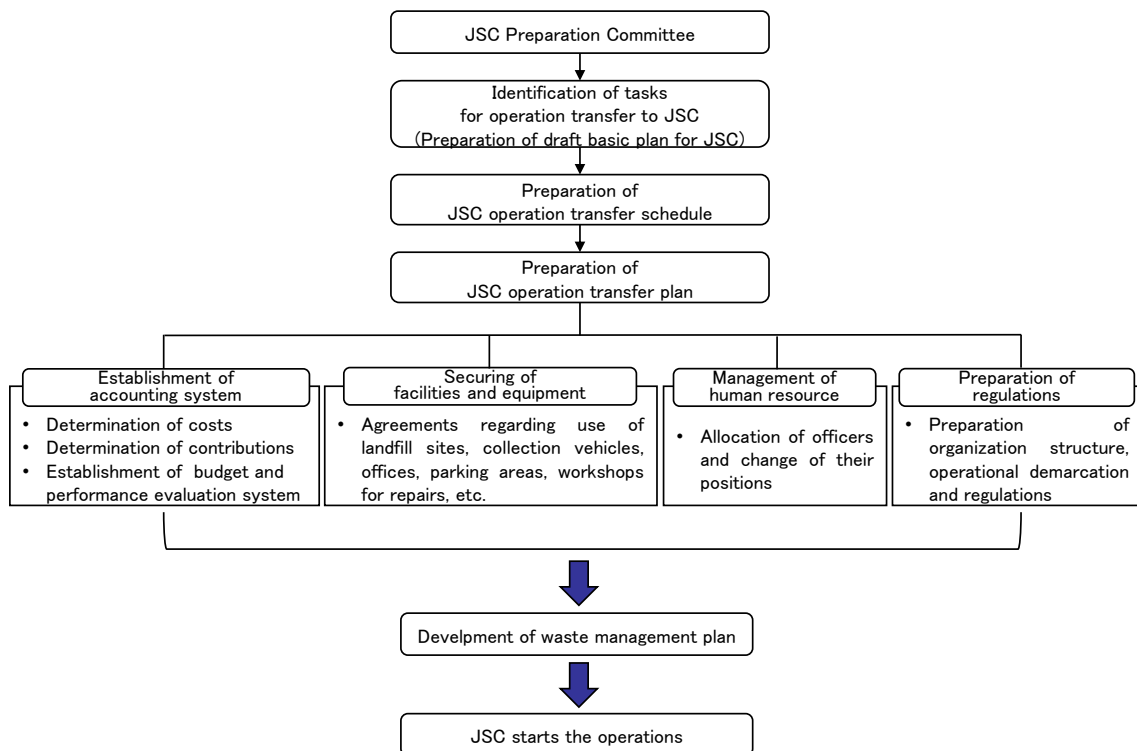 JSC Preparation Committee
Identification of tasks
for operation transfer to JSC
(Preparation of draft basic plan for JSC)
Preparation of
JSC operation transfer schedule
Preparation of
JSC operation transfer plan
Establishment of
accounting system
• Determination of costs
• Determination of contributions
• Establishment of budget and
performance evaluation system
Securing of
facilities and equipment
• Agreements regarding use of
landfill sites, collection vehicles,
offices, parking areas, workshops
for repairs, etc.
Management of
human resource
• Allocation of officers
and change of their
positions
Preparation of
regulations
• Preparation of
organization structure,
operational demarcation
and regulations
Develpment of waste management plan
JSC starts the operations